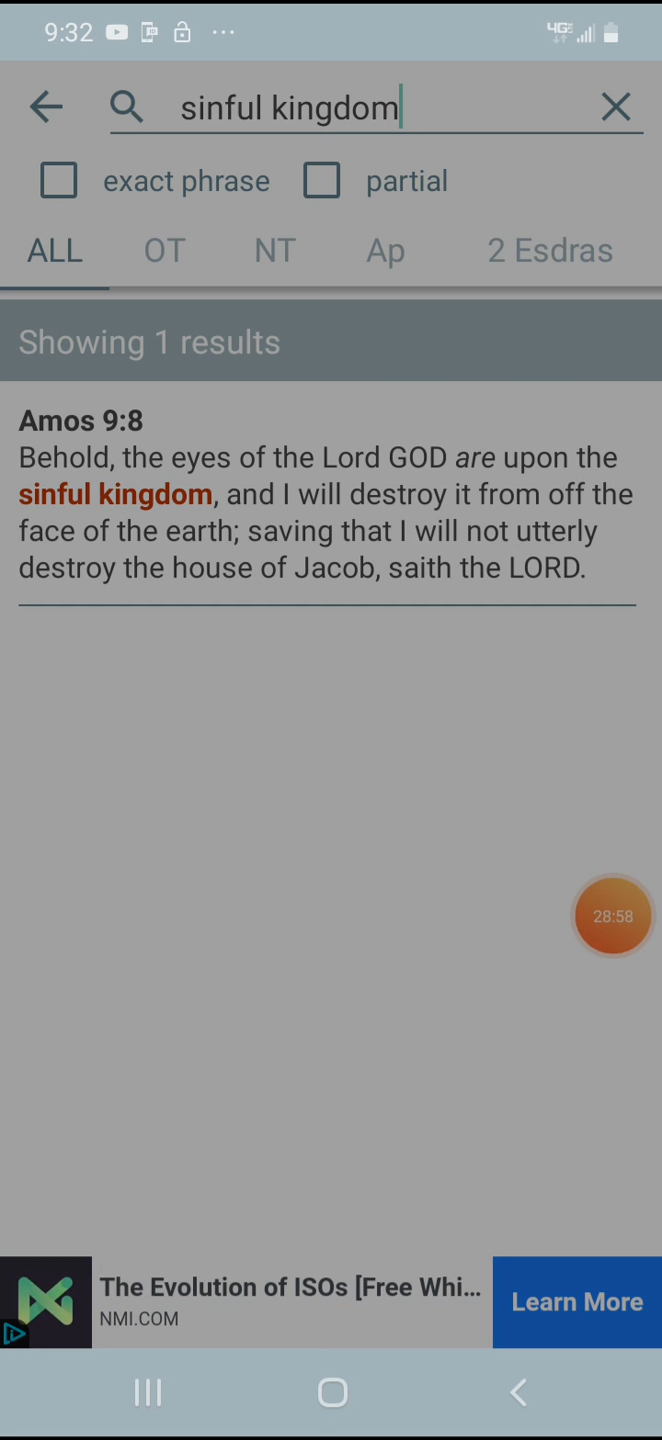 9:32 ... 4GE
sinful kingdom
exact phrase partial
ALL OT NT Ap 2 Esdras
Showing 1 results
Amos 9:8
Behold, the eyes of the Lord GOD are upon the
sinful kingdom, and I will destroy it from off the
face of the earth; saving that I will not utterly
destroy the house of Jacob, saith the LORD.
28:58
The Evolution of ISOs [Free Whi...
Learn More
NMI.COM